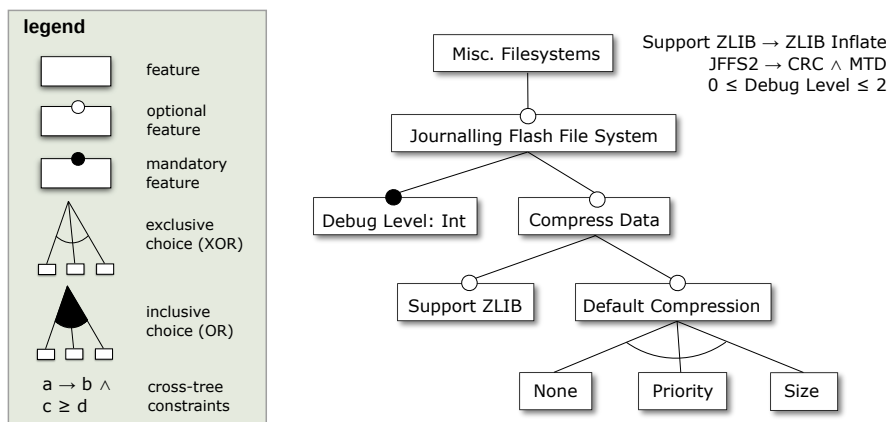 legend
feature
optional
feature
mandatory
feature
exclusive
choice (XOR)
inclusive
choice (OR)
a → b ∧
c ≥ d
cross-tree
constraints
Misc. Filesystems
Support ZLIB → ZLIB Inflate
JFFS2 → CRC ∧ MTD
0 ≤ Debug Level ≤ 2
Journalling Flash File System
Debug Level: Int
Compress Data
Support ZLIB
Default Compression
None
Priority
Size